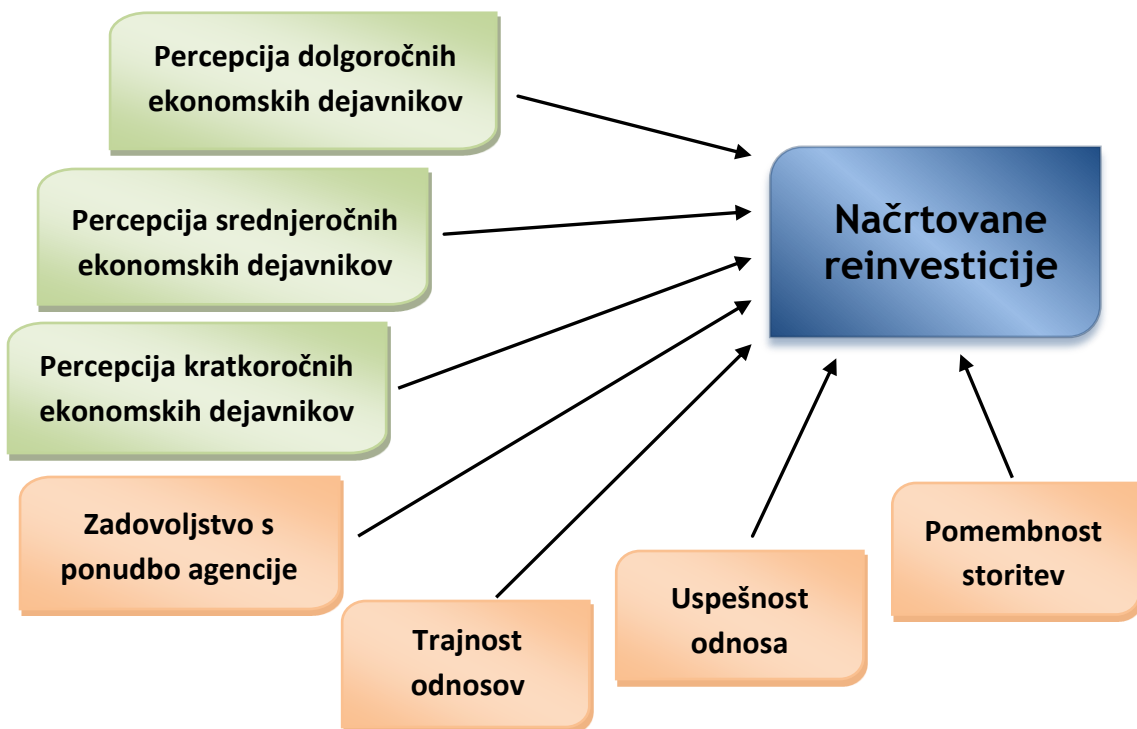 Percepcija dolgoročnih
ekonomskih dejavnikov
Percepcija srednjeročnih
ekonomskih dejavnikov
Percepcija kratkoročnih
ekonomskih dejavnikov
Načrtovane
reinvesticije
Zadovoljstvo s
ponudbo agencije
Trajnost
odnosov
Uspešnost
odnosa
Pomembnost
storitev